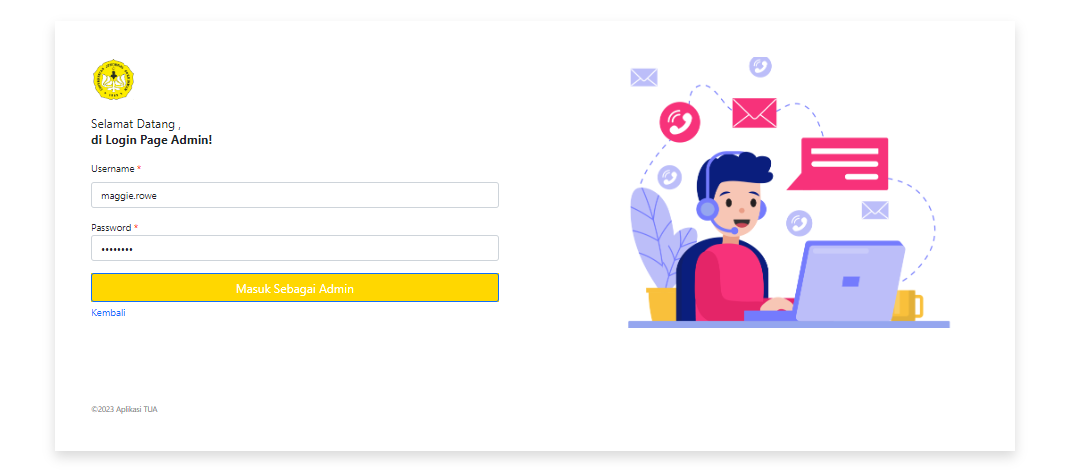 Selamat Datang ,
di Login Page Admin!
Username *
maggie.rowe
Password *
••••••••
Masuk Sebagai Admin
Kembali
©2023 Aplikasi TUA